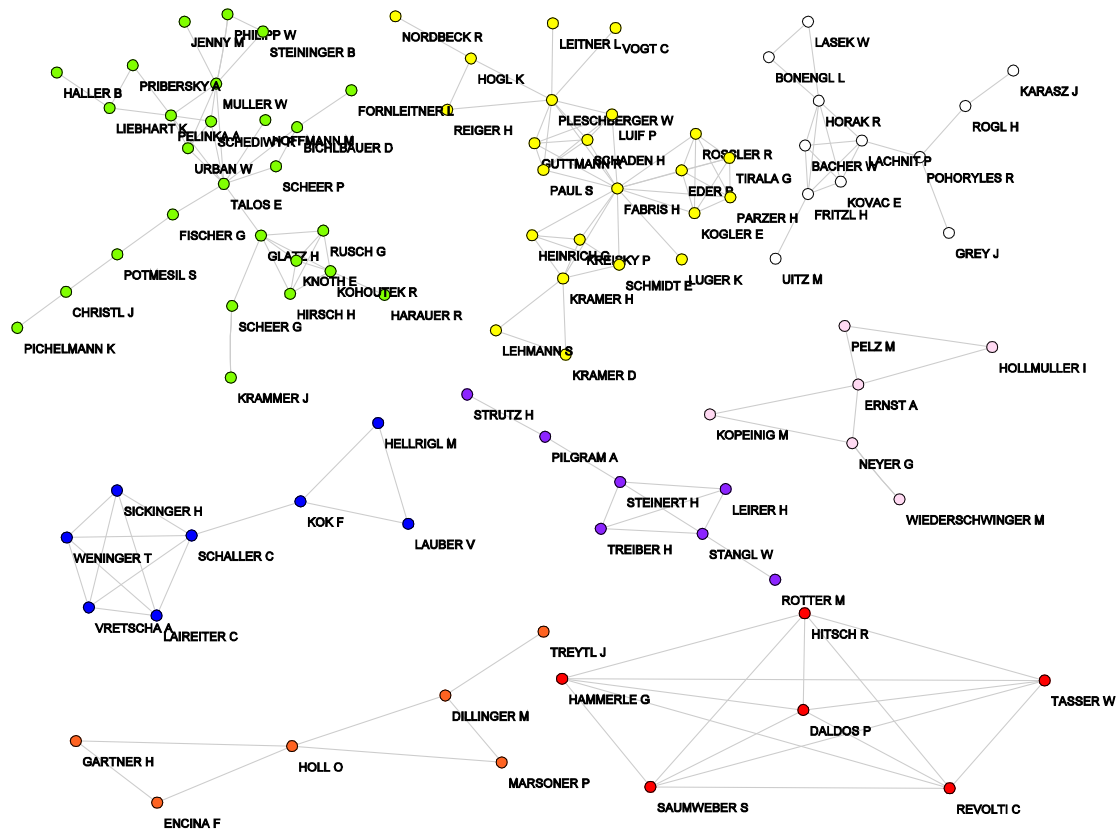 PHILIPP W
JENNY M
STEININGER B
NORDBECK R
LEITNER L
VOGT C
LASEK W
HOGL K
BONENGL L
PRIBERSKY A
HALLER B
KARASZ J
MULLER W
FORNLEITNER L
PLESCHBERGER W
HORAK R
ROGL H
LIEBHART K
PELINKA A
SCHEDIWY R
HOFFMANN M
BICHLBAUER D
REIGER H
LUIF P
URBAN W
GUTTMANN R
SCHADEN H
ROSSLER R
BACHER W
LACHNIT P
SCHEER P
PAUL S
EDER P
TIRALA G
POHORYLES R
TALOS E
FABRIS H
PARZER H
FRITZL H
KOVAC E
FISCHER G
KOGLER E
GLATZ H
RUSCH G
HEINRICH G
KREISKY P
GREY J
POTMESIL S
KNOTH E
KOHOUTEK R
KRAMER H
SCHMIDT E
LUGER K
UITZ M
CHRISTL J
SCHEER G
HIRSCH H
HARAUER R
PICHELMANN K
LEHMANN S
PELZ M
KRAMMER J
KRAMER D
HOLLMULLER I
ERNST A
STRUTZ H
KOPEINIG M
HELLRIGL M
PILGRAM A
NEYER G
SICKINGER H
KOK F
STEINERT H
LEIRER H
WIEDERSCHWINGER M
WENINGER T
SCHALLER C
LAUBER V
TREIBER H
STANGL W
ROTTER M
VRETSCHA A
LAIREITER C
HITSCH R
TREYTL J
HAMMERLE G
TASSER W
DILLINGER M
DALDOS P
GARTNER H
HOLL O
MARSONER P
SAUMWEBER S
REVOLTI C
ENCINA F